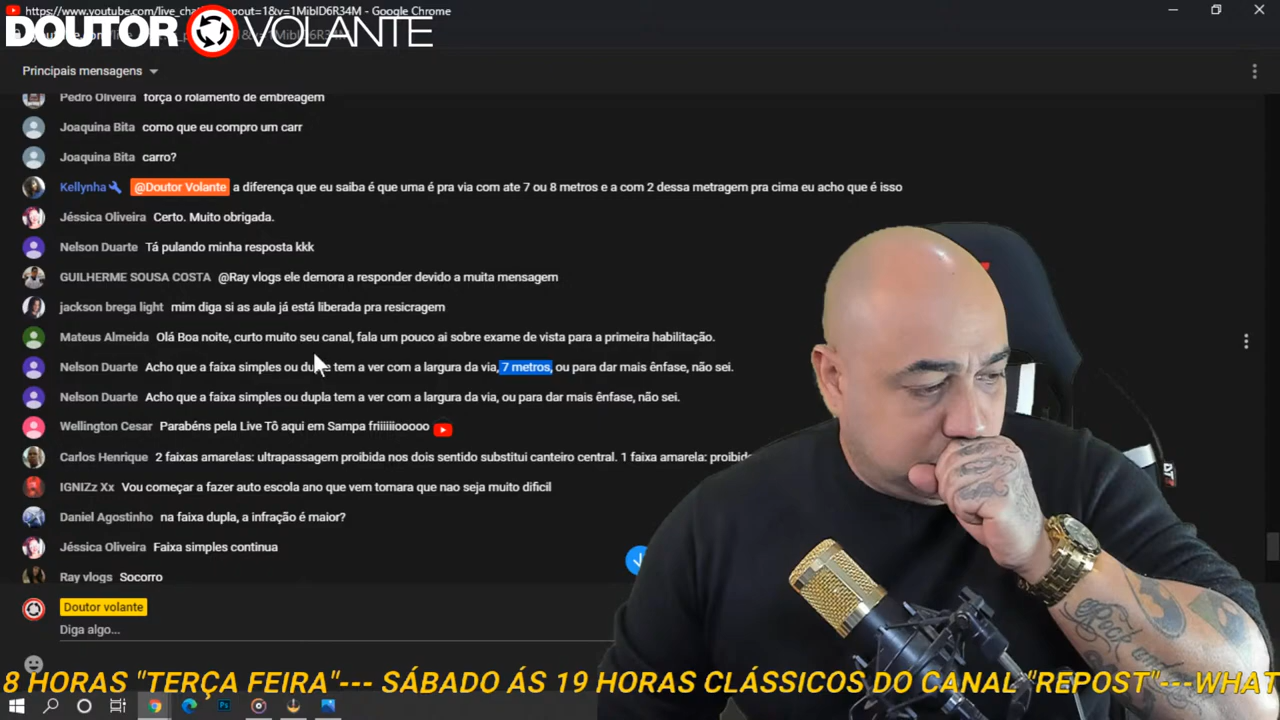 https://www.youtube.com/live_cha
pout=1&v=1MibID6R34M - Google Chrome
DOUTOR VOLANTE
Principais mensagens
Pedro Oliveira força o rolamento de embreagem
Joaquina Bita como que eu compro um carr
Joaquina Bita carro?
Kellynha @Doutor Volante a diferença que eu saiba é que uma é pra via com ate 7 ou 8 metros e a com 2 dessa metragem pra cima eu acho que é isso
Jéssica Oliveira Certo. Muito obrigada.
Nelson Duarte Tá pulando minha resposta kkk
GUILHERME SOUSA COSTA @Ray vlogs ele demora a responder devido a muita mensagem
jackson brega light mim diga si as aula já está liberada pra resicragem
Mateus Almeida Olá Boa noite, curto muito seu canal, fala um pouco ai sobre exame de vista para a primeira habilitação.
Nelson Duarte Acho que a faixa simples ou dupla tem a ver com a largura da via, 7 metros, ou para dar mais ênfase, não sei.
Nelson Duarte Acho que a faixa simples ou dupla tem a ver com a largura da via, ou para dar mais ênfase, não sei.
Wellington Cesar Parabéns pela Live Tô aqui em Sampa friiiiiioooo
Carlos Henrique 2 faixas amarelas: ultrapassagem proibida nos dois sentido substitui canteiro central. 1 faixa amarela: proibid
IGNIZz Xx Vou começar a fazer auto escola ano que vem tomara que nao seja muito dificil
Daniel Agostinho na faixa dupla, a infração é maior?
Jéssica Oliveira Faixa simples continua
Ray vlogs Socorro
Doutor volante
Diga algo...
8 HORAS "TERÇA FEIRA"--- SÁBADO ÁS 19 HORAS CLÁSSICOS DO CANAL "REPOST"---WHAT